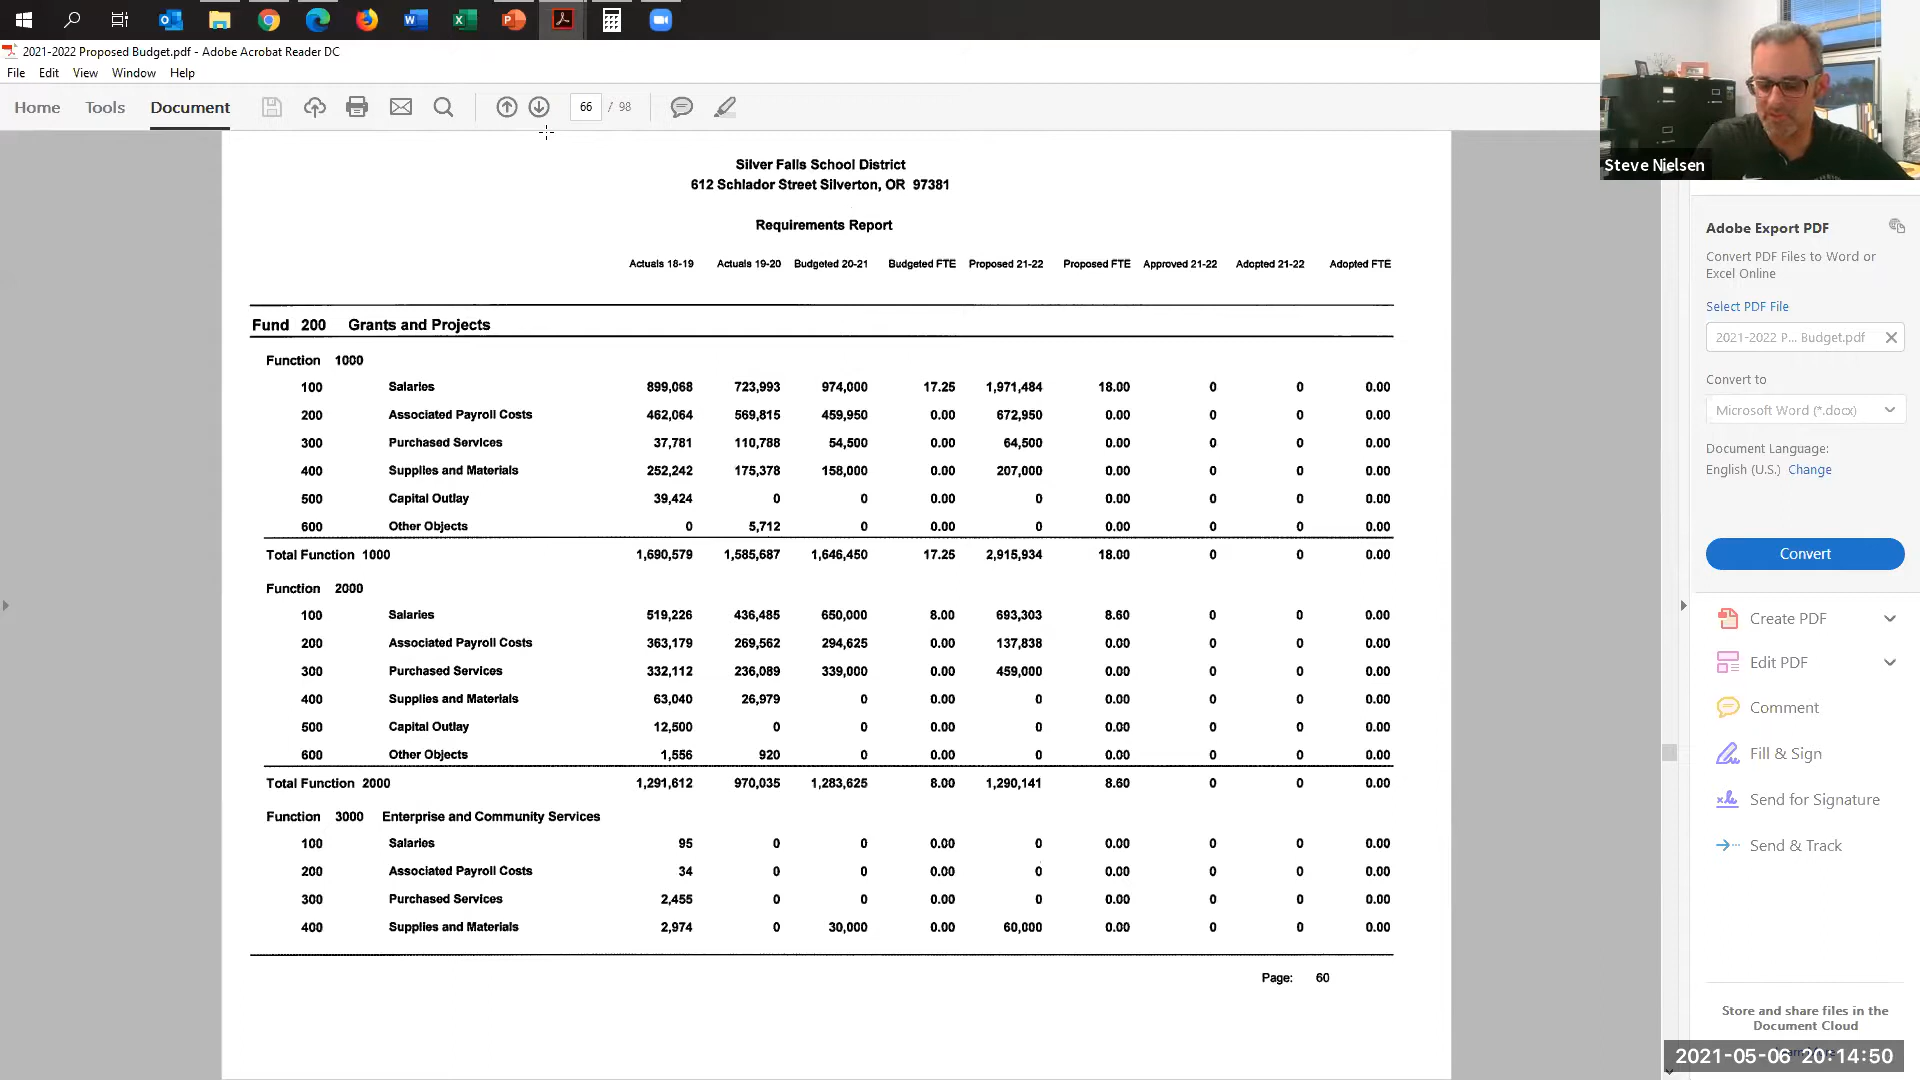 2021-2022 Proposed Budget.pdf - Adobe Acrobat Reader DC
File Edit View Window Help
Home Tools Document 66 / 98
Steve Nielsen
Silver Falls School District
612 Schlador Street Silverton, OR 97381
Requirements Report
Actuals 18-19 Actuals 19-20 Budgeted 20-21 Budgeted FTE Proposed 21-22 Proposed FTE Approved 21-22 Adopted 21-22 Adopted FTE
Fund 200 Grants and Projects
Function 1000
100 Salaries 899,068 723,993 974,000 17.25 1,971,484 18.00 0 0 0.00
200 Associated Payroll Costs 462,064 569,815 459,950 0.00 672,950 0.00 0 0 0.00
300 Purchased Services 37,781 110,788 54,500 0.00 64,500 0.00 0 0 0.00
400 Supplies and Materials 252,242 175,378 158,000 0.00 207,000 0.00 0 0 0.00
500 Capital Outlay 39,424 0 0 0.00 0 0.00 0 0 0.00
600 Other Objects 0 5,712 0 0.00 0 0.00 0 0 0.00
Total Function 1000 1,690,579 1,585,687 1,646,450 17.25 2,915,934 18.00 0 0 0.00
Function 2000
100 Salaries 519,226 436,485 650,000 8.00 693,303 8.60 0 0 0.00
200 Associated Payroll Costs 363,179 269,562 294,625 0.00 137,838 0.00 0 0 0.00
300 Purchased Services 332,112 236,089 339,000 0.00 459,000 0.00 0 0 0.00
400 Supplies and Materials 63,040 26,979 0 0.00 0 0.00 0 0 0.00
500 Capital Outlay 12,500 0 0 0.00 0 0.00 0 0 0.00
600 Other Objects 1,556 920 0 0.00 0 0.00 0 0 0.00
Total Function 2000 1,291,612 970,035 1,283,625 8.00 1,290,141 8.60 0 0 0.00
Function 3000 Enterprise and Community Services
100 Salaries 95 0 0 0.00 0 0.00 0 0 0.00
200 Associated Payroll Costs 34 0 0 0.00 0 0.00 0 0 0.00
300 Purchased Services 2,455 0 0 0.00 0 0.00 0 0 0.00
400 Supplies and Materials 2,974 0 30,000 0.00 60,000 0.00 0 0 0.00
Page: 60
Adobe Export PDF
Convert PDF Files to Word or
Excel Online
Select PDF File
2021-2022 P... Budget.pdf
Convert to
Microsoft Word (*.docx)
Document Language:
English (U.S.) Change
Convert
Create PDF
Edit PDF
Comment
Fill & Sign
Send for Signature
Send & Track
Store and share files in the
Document Cloud
2021-05-06 20:14:50